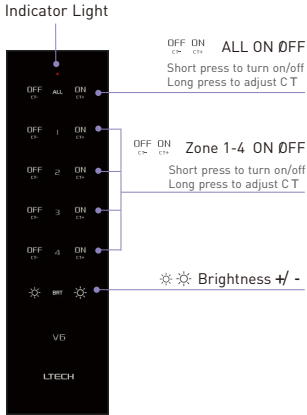 Indicator Light
OFF ALL ON
CT- CT+
OFF 1 ON
CT- CT+
OFF 2 ON
CT- CT+
OFF 3 ON
CT- CT+
OFF 4 ON
CT- CT+
BRT
V6
LTECH
OFF ON ALL ON/OFF
CT- CT+
Short press to turn on/off
Long press to adjust CT
OFF ON Zone 1-4 ON/OFF
CT- CT+
Short press to turn on/off
Long press to adjust CT
Brightness +/-